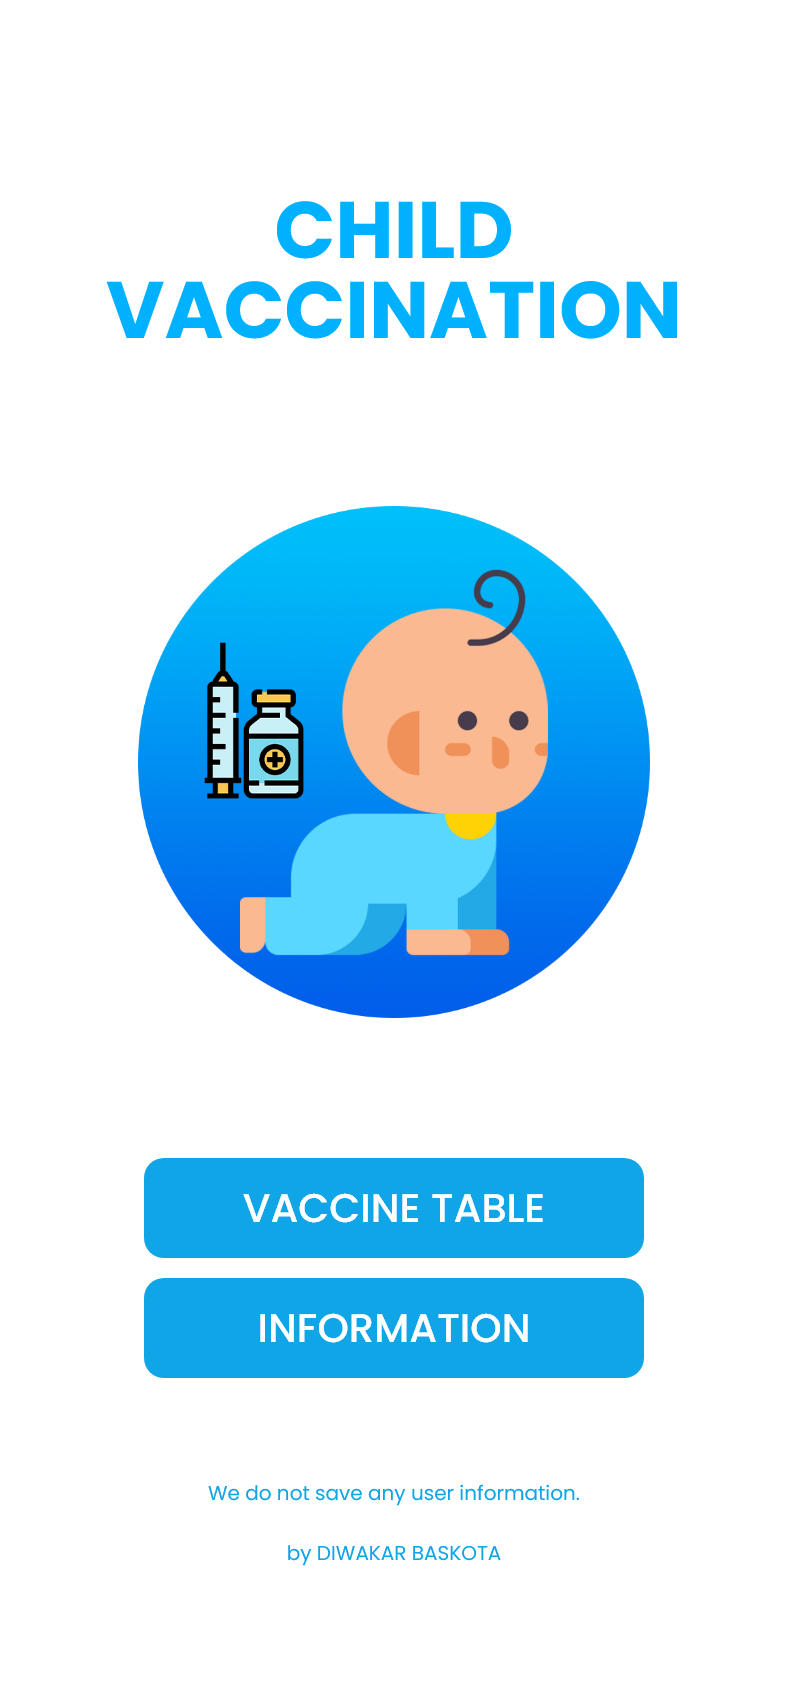 CHILD
VACCINATION
VACCINE TABLE
INFORMATION
We do not save any user information.
by DIWAKAR BASKOTA